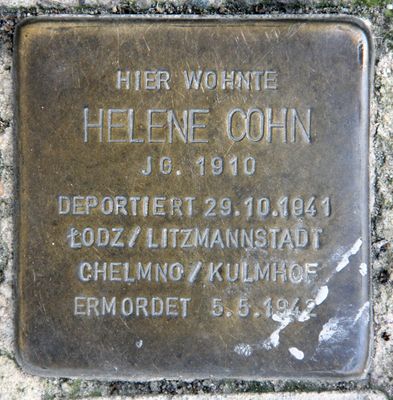 HIER WOHNTE
HELENE COHN
JG. 1910
DEPORTIERT 29.10.1941
ŁODZ/LITZMANNSTADT
CHELMNO/KULMHOF
ERMORDET 5.5.1942